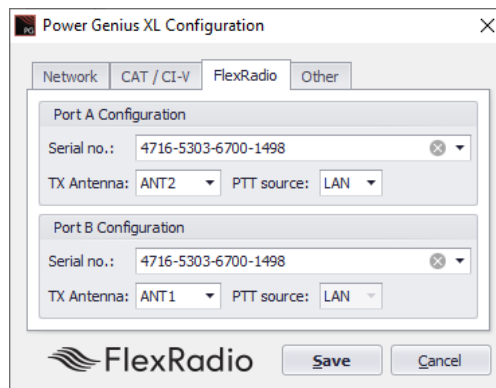 PG Power Genius XL Configuration
Network CAT / CI-V FlexRadio Other
Port A Configuration
Serial no.: 4716-5303-6700-1498
TX Antenna: ANT2 PTT source: LAN
Port B Configuration
Serial no.: 4716-5303-6700-1498
TX Antenna: ANT1 PTT source: LAN
FlexRadio Save Cancel